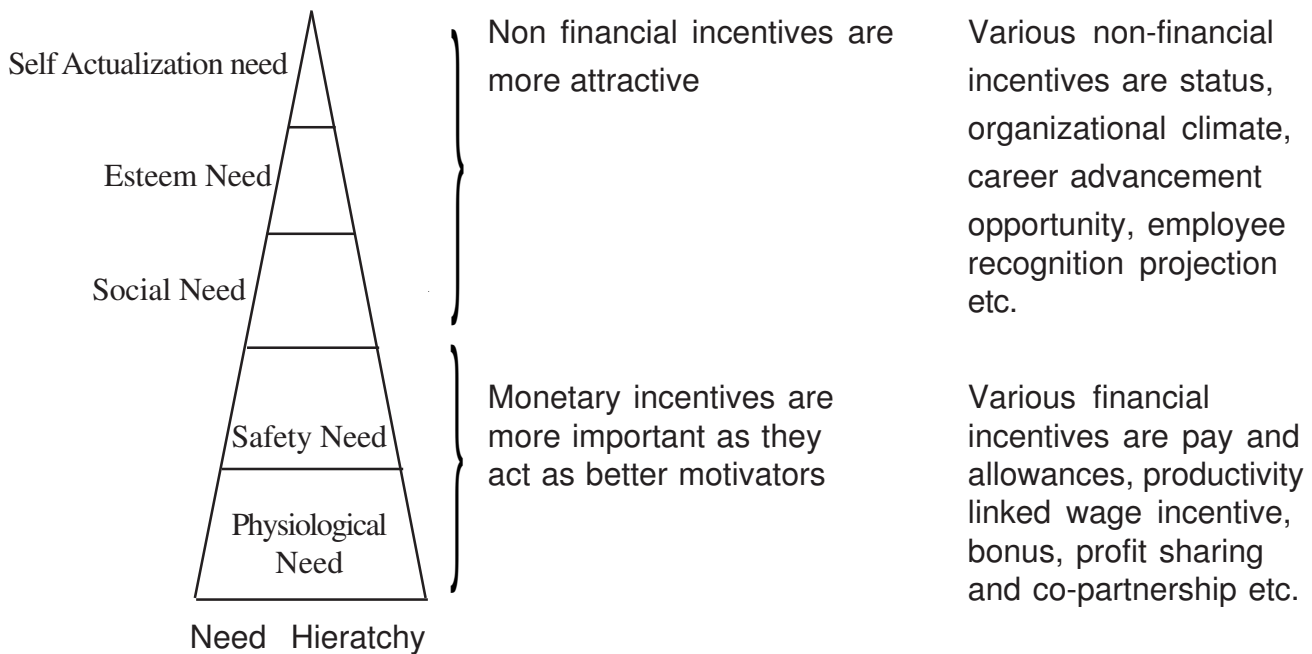 Self Actualization need
Esteem Need
Social Need
Safety Need
Physiological
Need
Need Hieratchy
Non financial incentives are
more attractive
Monetary incentives are
more important as they
act as better motivators
Various non-financial
incentives are status,
organizational climate,
career advancement
opportunity, employee
recognition projection
etc.
Various financial
incentives are pay and
allowances, productivity
linked wage incentive,
bonus, profit sharing
and co-partnership etc.